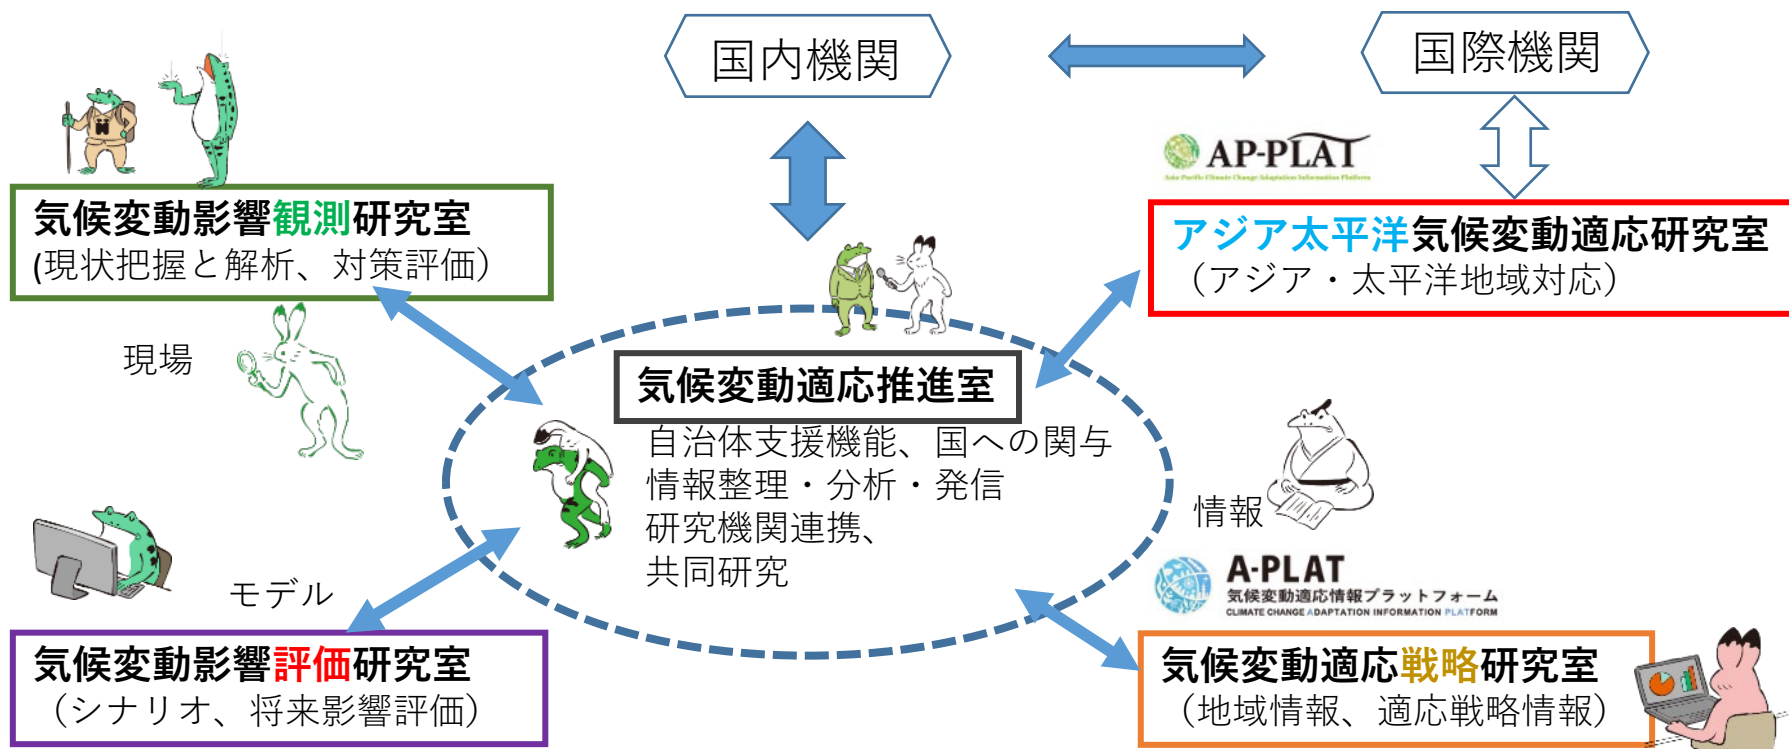 国内機関
国際機関
AP-PLAT
Asia-Pacific Climate Change Adaptation Information Platform
気候変動影響観測研究室
(現状把握と解析、対策評価）
アジア太平洋気候変動適応研究室
（アジア・太平洋地域対応）
現場
気候変動適応推進室
自治体支援機能、国への関与
情報整理・分析・発信
研究機関連携、
共同研究
情報
モデル
A-PLAT
気候変動適応情報プラットフォーム
CLIMATE CHANGE ADAPTATION INFORMATION PLATFORM
気候変動影響評価研究室
（シナリオ、将来影響評価）
気候変動適応戦略研究室
（地域情報、適応戦略情報）